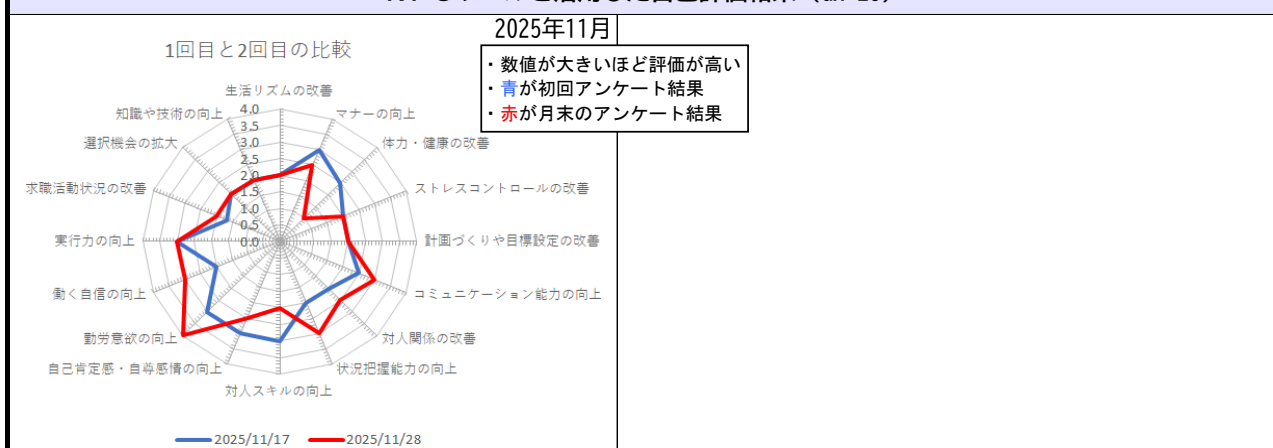 2025年11月
1回目と2回目の比較
・数値が大きいほど評価が高い
・青が初回アンケート結果
・赤が月末のアンケート結果
生活リズムの改善
マナーの向上
体力・健康の改善
ストレスコントロールの改善
計画づくりや目標設定の改善
コミュニケーション能力の向上
対人関係の改善
状況把握能力の向上
対人スキルの向上
自己肯定感・自尊感情の向上
勤労意欲の向上
働く自信の向上
実行力の向上
求職活動状況の改善
選択機会の拡大
知識や技術の向上
4.0
3.5
3.0
2.5
2.0
1.5
1.0
0.5
0.0
2025/11/17
2025/11/28